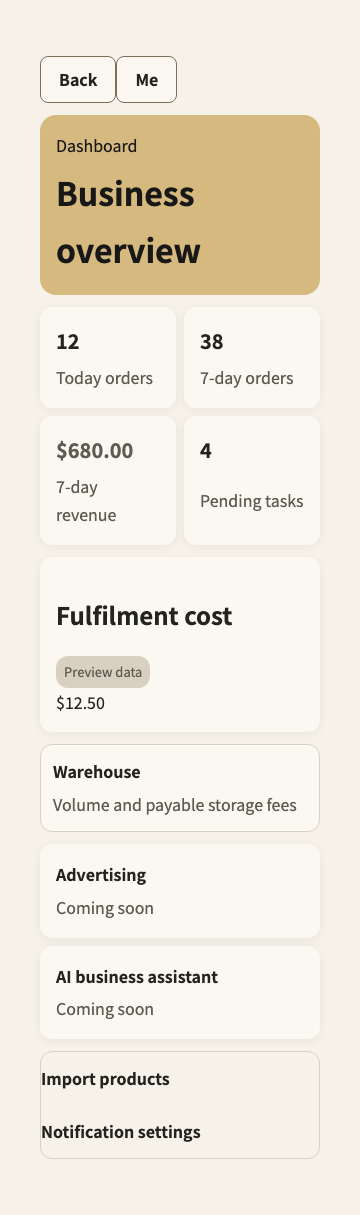 Back Me
Dashboard
Business
overview
12
Today orders
38
7-day orders
$680.00
7-day
revenue
4
Pending tasks
Fulfilment cost
Preview data
$12.50
Warehouse
Volume and payable storage fees
Advertising
Coming soon
AI business assistant
Coming soon
Import products
Notification settings